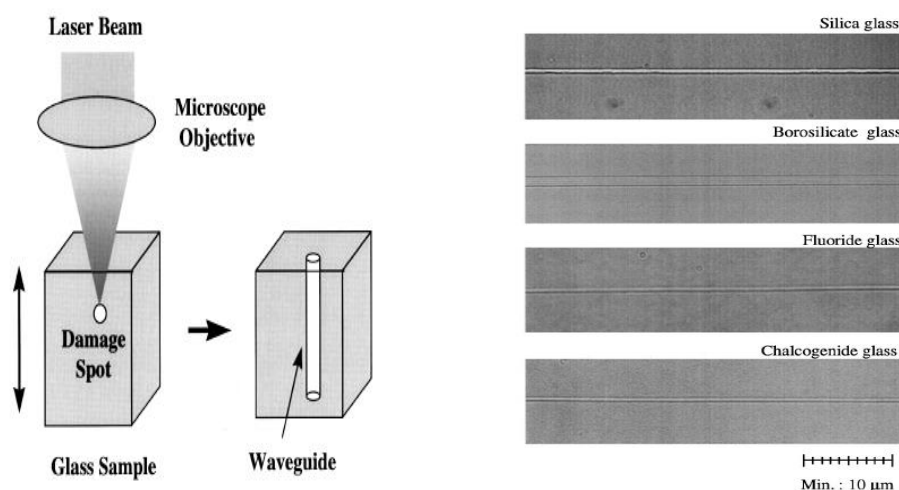 Laser Beam
Microscope
Objective
Damage
Spot
Glass Sample
Waveguide
Silica glass
Borosilicate glass
Fluoride glass
Chalcogenide glass
Min. : 10 μm